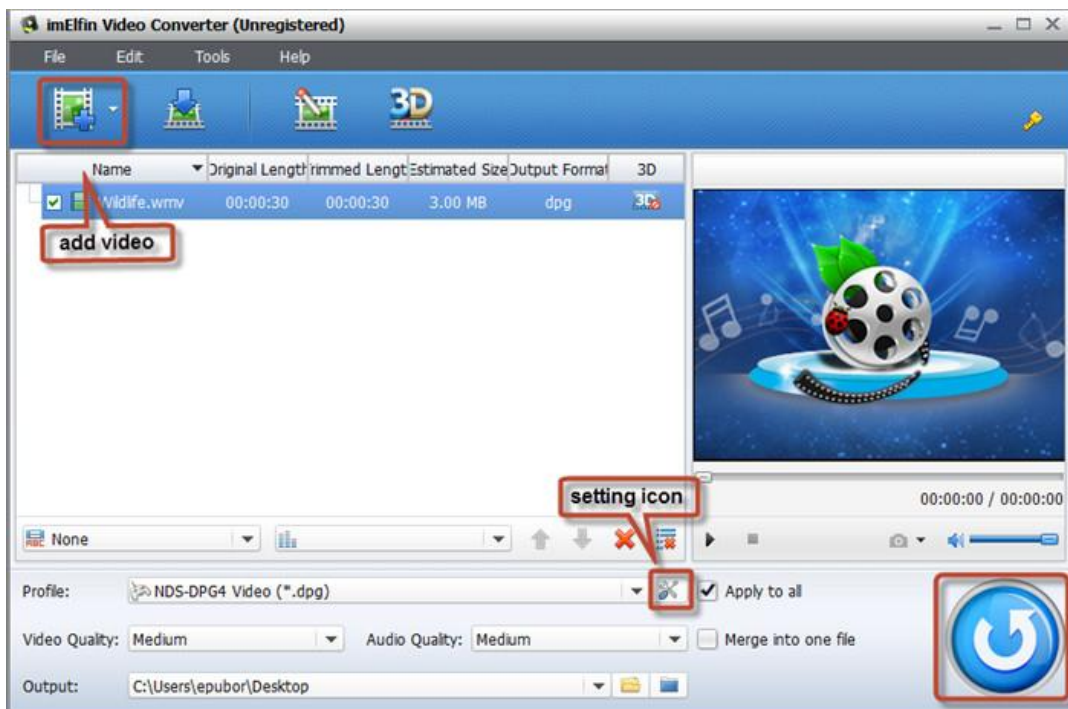 imElfin Video Converter (Unregistered)
File Edit Tools Help
3D
Name Original Length Trimmed Lengt Estimated Size Output Format 3D
Wildlife.wmv 00:00:30 00:00:30 3.00 MB dpg 3D
add video
setting icon
00:00:00 / 00:00:00
ABC None
Profile: NDS-DPG4 Video (*.dpg) Apply to all
Video Quality: Medium Audio Quality: Medium Merge into one file
Output: C:\Users\epubor\Desktop